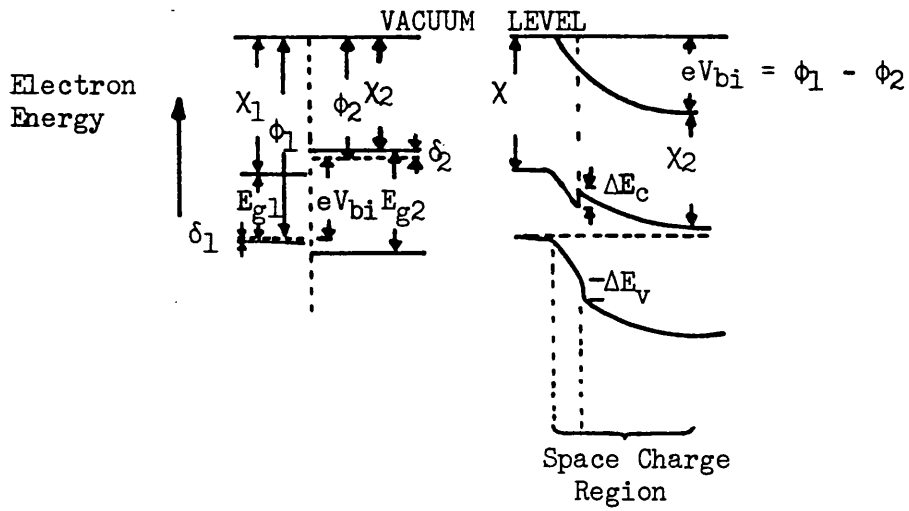 VACUUM LEVEL
Electron
Energy
χ1
ϕ1
ϕ2
χ2
δ2
Eg1
eVbi
Eg2
δ1
χ
eVbi = ϕ1 - ϕ2
χ2
ΔEc
ΔEv
Space Charge
Region